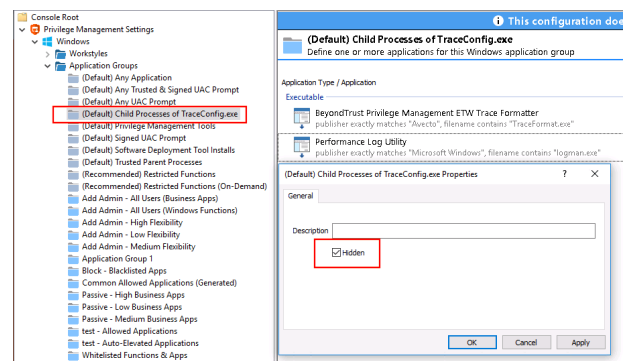 Console Root
Privilege Management Settings
Windows
Workstyles
Application Groups
(Default) Any Application
(Default) Any Trusted & Signed UAC Prompt
(Default) Any UAC Prompt
(Default) Child Processes of TraceConfig.exe
(Default) Privilege Management Tools
(Default) Signed UAC Prompt
(Default) Software Deployment Tool Installs
(Default) Trusted Parent Processes
(Recommended) Restricted Functions
(Recommended) Restricted Functions (On-Demand)
Add Admin - All Users (Business Apps)
Add Admin - All Users (Windows Functions)
Add Admin - High Flexibility
Add Admin - Low Flexibility
Add Admin - Medium Flexibility
Application Group 1
Block - Blacklisted Apps
Common Allowed Applications (Generated)
Passive - High Business Apps
Passive - Low Business Apps
Passive - Medium Business Apps
test - Allowed Applications
test - Auto-Elevated Applications
Whitelisted Functions & Apps
This configuration doe
(Default) Child Processes of TraceConfig.exe
Define one or more applications for this Windows application group
Application Type / Application
Executable
BeyondTrust Privilege Management ETW Trace Formatter
publisher exactly matches "Avecto", filename contains "TraceFormat.exe"
Performance Log Utility
publisher exactly matches "Microsoft Windows", filename contains "logman.exe"
(Default) Child Processes of TraceConfig.exe Properties
General
Description
Hidden
OK Cancel Apply